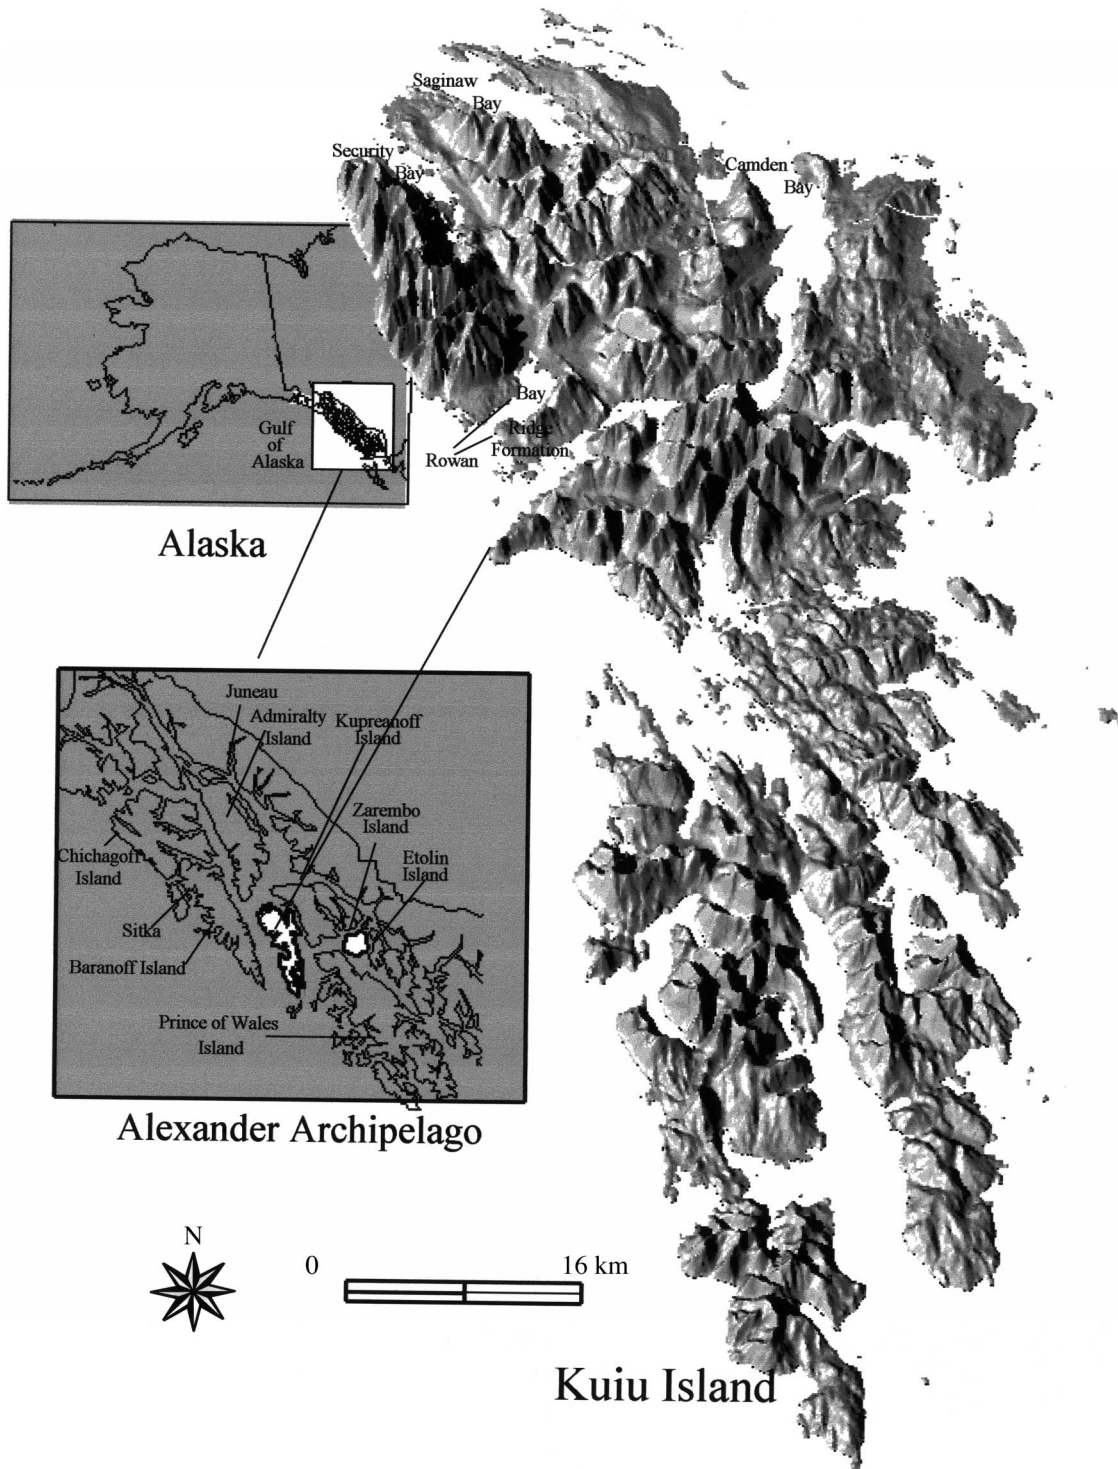 Saginaw
Bay
Security
Bay
Camden
Bay
Bay
Ridge
Formation
Rowan
Gulf
of
Alaska
Alaska
Juneau
Admiralty
Island
Kupreanoff
Island
Zarembo
Island
Etolin
Island
Chichagoff
Island
Sitka
Baranoff Island
Prince of Wales
Island
Alexander Archipelago
N
0
16 km
Kuiu Island